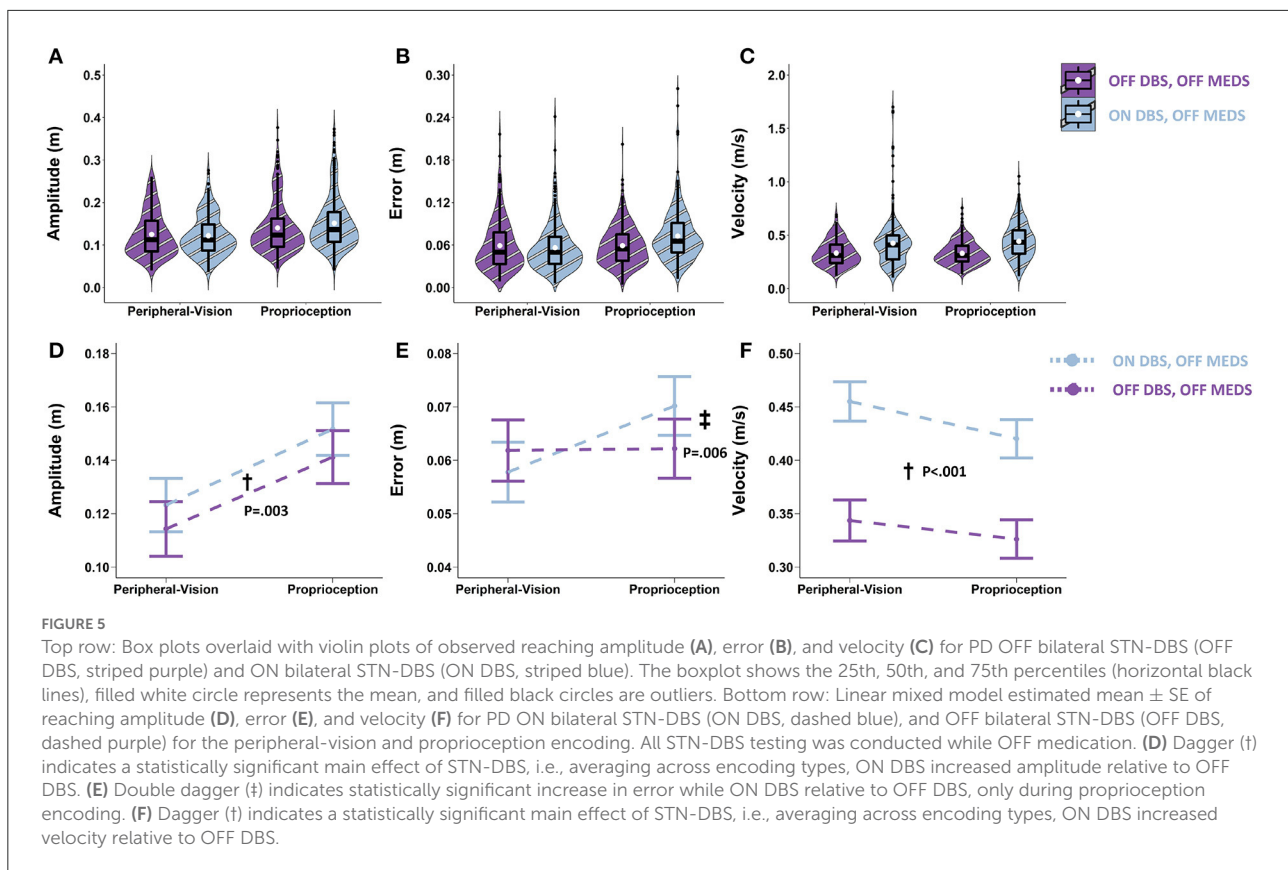 A
B
C
0.5
0.4
0.3
0.2
0.1
0.0
Amplitude (m)
Peripheral-Vision Proprioception
0.30
0.24
0.18
0.12
0.06
0.00
Error (m)
Peripheral-Vision Proprioception
2.0
1.5
1.0
0.5
0.0
Velocity (m/s)
Peripheral-Vision Proprioception
OFF DBS, OFF MEDS
ON DBS, OFF MEDS
D
E
F
0.18
0.16
0.14
0.12
0.10
Amplitude (m)
†
P=.003
Peripheral-Vision Proprioception
0.08
0.07
0.06
0.05
0.04
Error (m)
‡
P=.006
Peripheral-Vision Proprioception
0.50
0.45
0.40
0.35
0.30
Velocity (m/s)
† P<.001
Peripheral-Vision Proprioception
ON DBS, OFF MEDS
OFF DBS, OFF MEDS
FIGURE 5
Top row: Box plots overlaid with violin plots of observed reaching amplitude (A), error (B), and velocity (C) for PD OFF bilateral STN-DBS (OFF
DBS, striped purple) and ON bilateral STN-DBS (ON DBS, striped blue). The boxplot shows the 25th, 50th, and 75th percentiles (horizontal black
lines), filled white circle represents the mean, and filled black circles are outliers. Bottom row: Linear mixed model estimated mean ± SE of
reaching amplitude (D), error (E), and velocity (F) for PD ON bilateral STN-DBS (ON DBS, dashed blue), and OFF bilateral STN-DBS (OFF DBS,
dashed purple) for the peripheral-vision and proprioception encoding. All STN-DBS testing was conducted while OFF medication. (D) Dagger (†)
indicates a statistically significant main effect of STN-DBS, i.e., averaging across encoding types, ON DBS increased amplitude relative to OFF
DBS. (E) Double dagger (‡) indicates statistically significant increase in error while ON DBS relative to OFF DBS, only during proprioception
encoding. (F) Dagger (†) indicates a statistically significant main effect of STN-DBS, i.e., averaging across encoding types, ON DBS increased
velocity relative to OFF DBS.